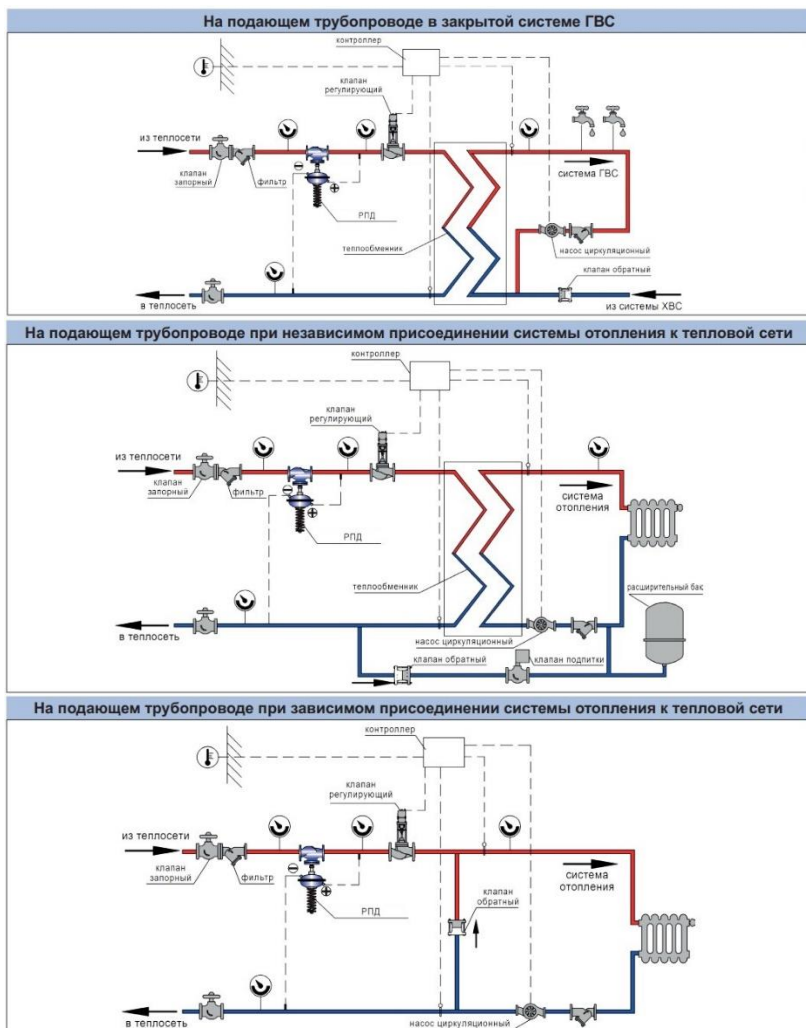 На подающем трубопроводе в закрытой системе ГВС
контроллер
клапан
регулирующий
из теплосети
клапан
запорный
фильтр
РПД
система ГВС
теплообменник
насос циркуляционный
клапан обратный
в теплосеть
из системы ХВС
На подающем трубопроводе при независимом присоединении системы отопления к тепловой сети
контроллер
клапан
регулирующий
из теплосети
клапан
запорный
фильтр
РПД
система
отопления
теплообменник
расширительный бак
в теплосеть
насос циркуляционный
клапан обратный
клапан подпитки
На подающем трубопроводе при зависимом присоединении системы отопления к тепловой сети
контроллер
клапан
регулирующий
из теплосети
клапан
запорный
фильтр
РПД
система
отопления
клапан
обратный
в теплосеть
насос циркуляционный